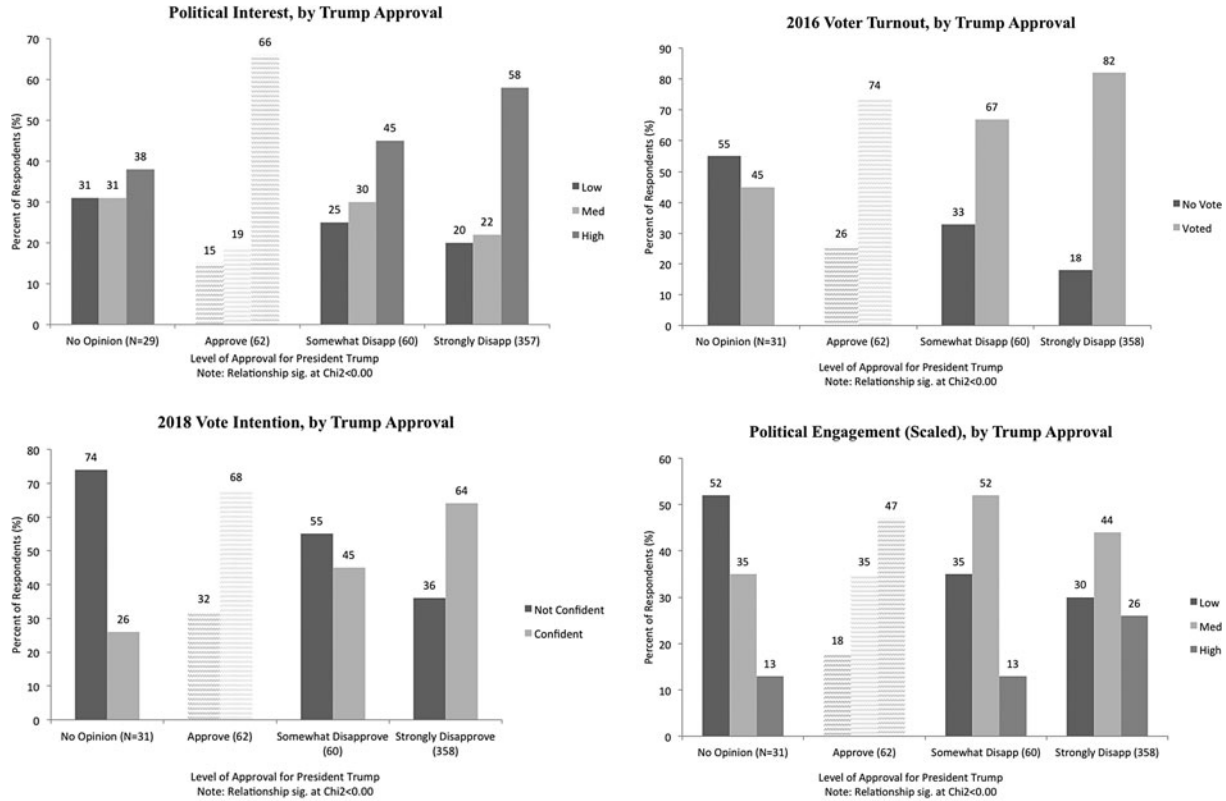 Political Interest, by Trump Approval
Percent of Respondents (%)
70
60
50
40
30
20
10
0
31
31
38
15
19
66
25
30
45
20
22
58
Low
Med
High
No Opinion (N=29)
Approve (62)
Somewhat Disapp (60)
Strongly Disapp (357)
Level of Approval for President Trump
Note: Relationship sig. at Chi2<0.00
2016 Voter Turnout, by Trump Approval
Percent of Respondents (%)
90
80
70
60
50
40
30
20
10
0
55
45
26
74
33
67
18
82
No Vote
Voted
No Opinion (N=31)
Approve (62)
Somewhat Disapp (60)
Strongly Disapp (358)
Level of Approval for President Trump
Note: Relationship sig. at Chi2<0.00
2018 Vote Intention, by Trump Approval
Percent of Respondents (%)
80
70
60
50
40
30
20
10
0
74
26
32
68
55
45
36
64
Not Confident
Confident
No Opinion (N=31)
Approve (62)
Somewhat Disapprove
(60)
Strongly Disapprove
(358)
Level of Approval for President Trump
Note: Relationship sig. at Chi2<0.00
Political Engagement (Scaled), by Trump Approval
Percent of Respondents (%)
60
50
40
30
20
10
0
52
35
13
18
35
47
35
52
13
30
44
26
Low
Med
High
No Opinion (N=31)
Approve (62)
Somewhat Disapp (60)
Strongly Disapp (358)
Level of Approval for President Trump
Note: Relationship sig. at Chi2<0.00